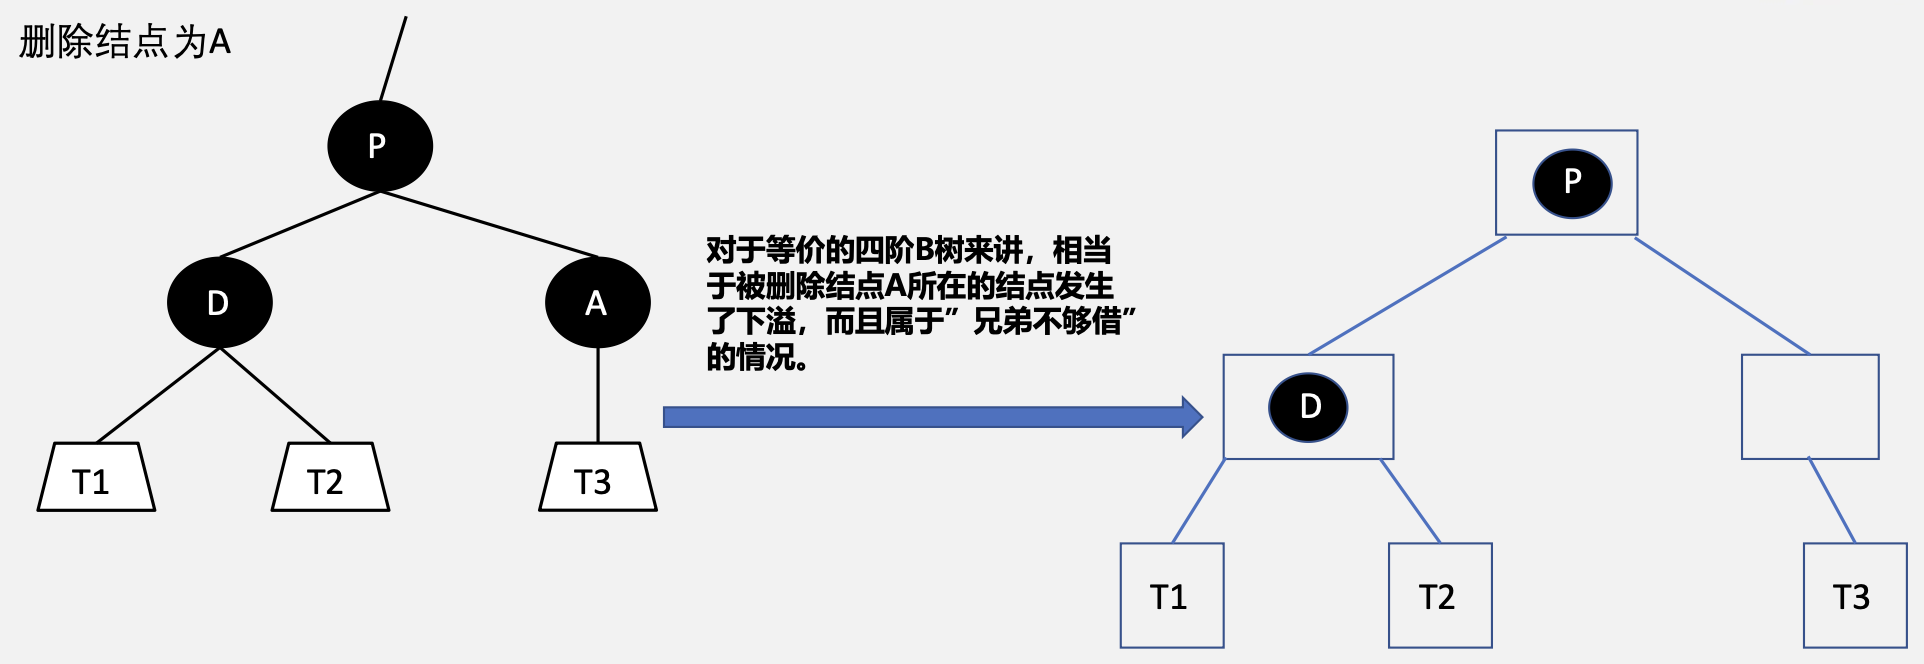 删除结点为A
P
D
A
T1
T2
T3
对于等价的四阶B树来讲，相当
于被删除结点A所在的结点发生
了下溢，而且属于”兄弟不够借”
的情况。
P
D
T1
T2
T3